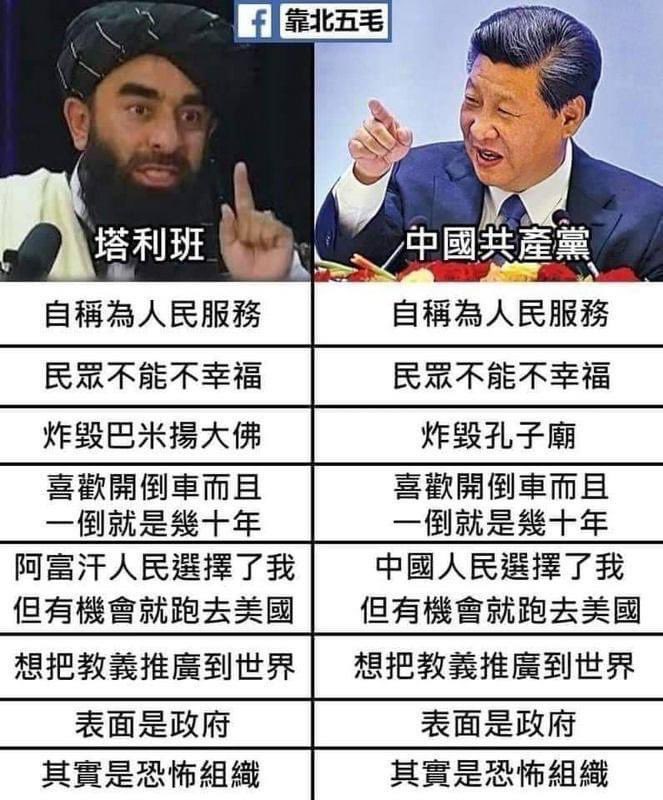 f 靠北五毛
塔利班 中國共產黨
自稱為人民服務 自稱為人民服務
民眾不能不幸福 民眾不能不幸福
炸毀巴米揚大佛 炸毀孔子廟
喜歡開倒車而且 喜歡開倒車而且
一倒就是幾十年 一倒就是幾十年
阿富汗人民選擇了我 中國人民選擇了我
但有機會就跑去美國 但有機會就跑去美國
想把教義推廣到世界 想把教義推廣到世界
表面是政府 表面是政府
其實是恐怖組織 其實是恐怖組織